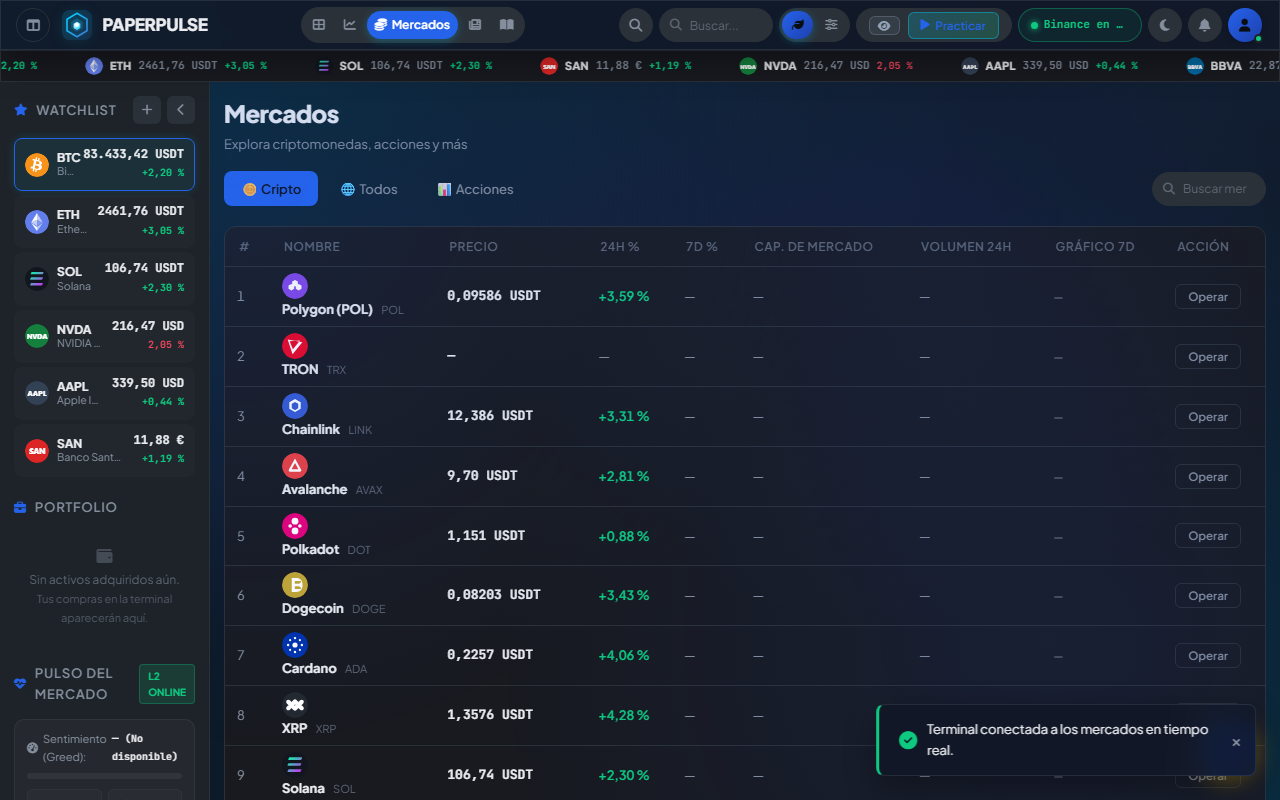 PAPERPULSE
Mercados
Buscar...
Practicar
Binance en …
2,20 %
ETH 2461,76 USDT +3,05 %
SOL 106,74 USDT +2,30 %
SAN SAN 11,88 € +1,19 %
NVDA NVDA 216,47 USD 2,05 %
AAPL AAPL 339,50 USD +0,44 %
BBVA BBVA 22,87
WATCHLIST
BTC 83.433,42 USDT
Bi… +2,20 %
ETH 2461,76 USDT
Ethe… +3,05 %
SOL 106,74 USDT
Solana +2,30 %
NVDA NVDA 216,47 USD
NVIDIA … 2,05 %
AAPL AAPL 339,50 USD
Apple I… +0,44 %
SAN SAN 11,88 €
Banco Sant… +1,19 %
PORTFOLIO
Sin activos adquiridos aún.
Tus compras en la terminal
aparecerán aquí.
PULSO DEL
MERCADO
L2
ONLINE
Sentimiento
(Greed):
— (No
disponible)
Mercados
Explora criptomonedas, acciones y más
Cripto
Todos
Acciones
Buscar mer
# NOMBRE PRECIO 24H % 7D % CAP. DE MERCADO VOLUMEN 24H GRÁFICO 7D ACCIÓN
1 Polygon (POL) POL 0,09586 USDT +3,59 % — — — — Operar
2 TRON TRX — — — — — — Operar
3 Chainlink LINK 12,386 USDT +3,31 % — — — — Operar
4 Avalanche AVAX 9,70 USDT +2,81 % — — — — Operar
5 Polkadot DOT 1,151 USDT +0,88 % — — — — Operar
6 Dogecoin DOGE 0,08203 USDT +3,43 % — — — — Operar
7 Cardano ADA 0,2257 USDT +4,06 % — — — — Operar
8 XRP XRP 1,3576 USDT +4,28 % — —
9 Solana SOL 106,74 USDT +2,30 % — — Operar
Terminal conectada a los mercados en tiempo
real.
×